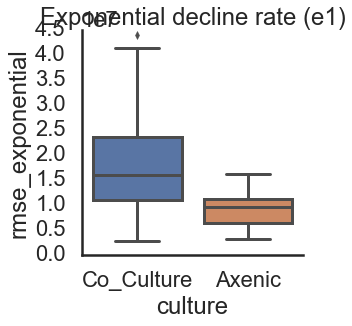 Exponential decline rate (e1)
1e7
4.5
4.0
3.5
3.0
2.5
2.0
1.5
1.0
0.5
0.0
rmse_exponential
Co_Culture Axenic
culture